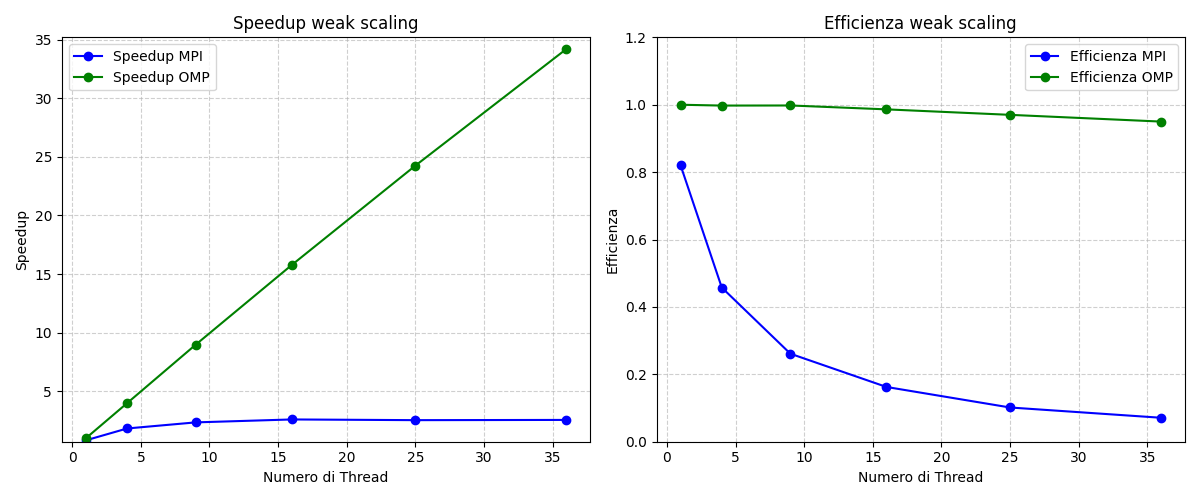 Speedup weak scaling
Speedup MPI
Speedup OMP
35
30
25
20
15
10
5
Speedup
0 5 10 15 20 25 30 35
Numero di Thread
Efficienza weak scaling
Efficienza MPI
Efficienza OMP
1.2
1.0
0.8
0.6
0.4
0.2
0.0
Efficienza
0 5 10 15 20 25 30 35
Numero di Thread